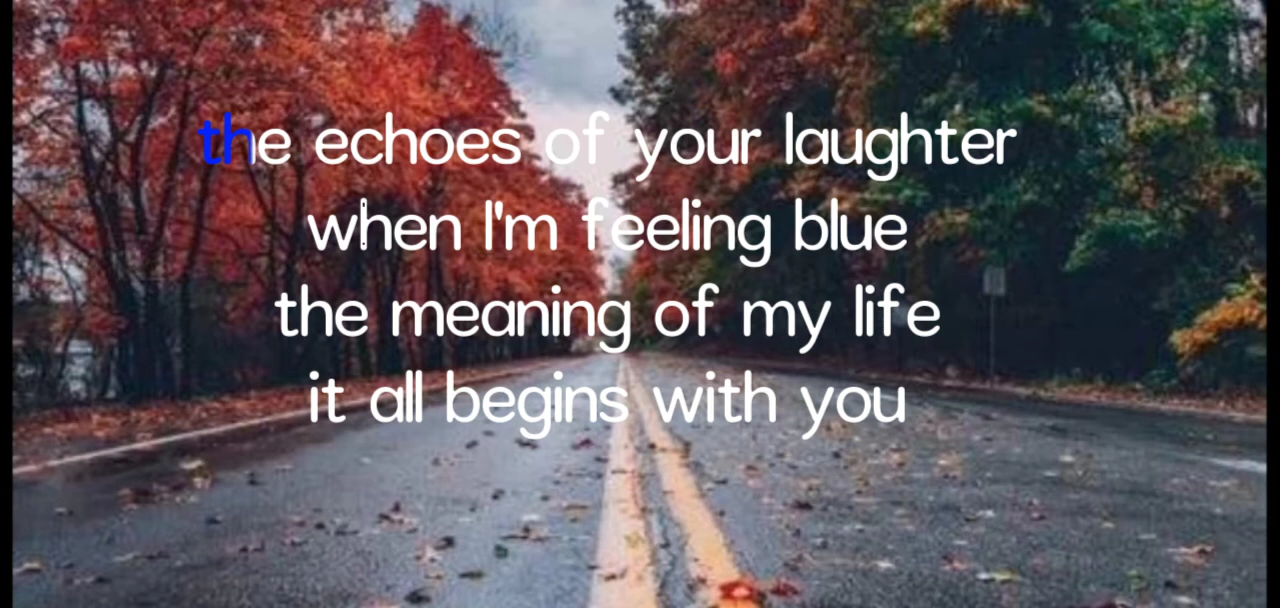 the echoes of your laughter
when I'm feeling blue
the meaning of my life
it all begins with you